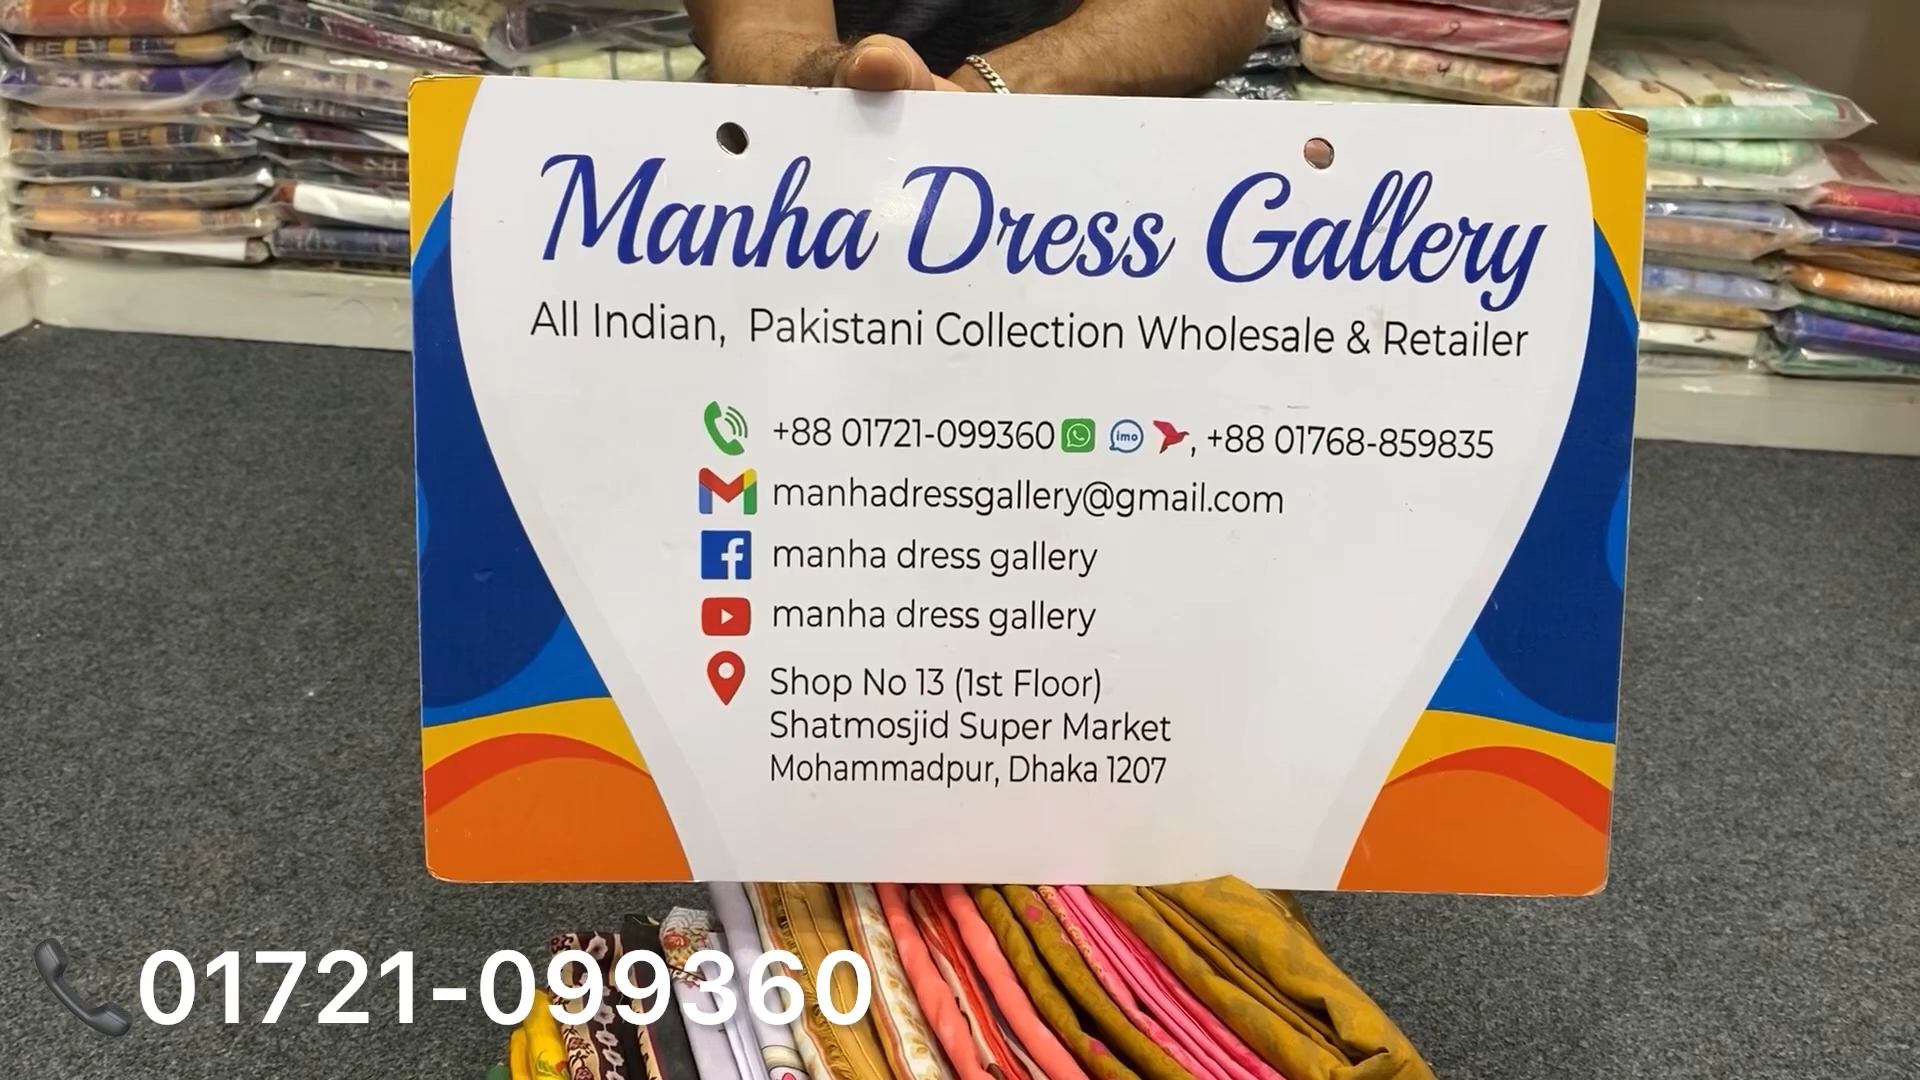 Manha Dress Gallery
All Indian, Pakistani Collection Wholesale & Retailer
+88 01721-099360 imo, +88 01768-859835
manhadressgallery@gmail.com
manha dress gallery
manha dress gallery
Shop No 13 (1st Floor)
Shatmosjid Super Market
Mohammadpur, Dhaka 1207
01721-099360